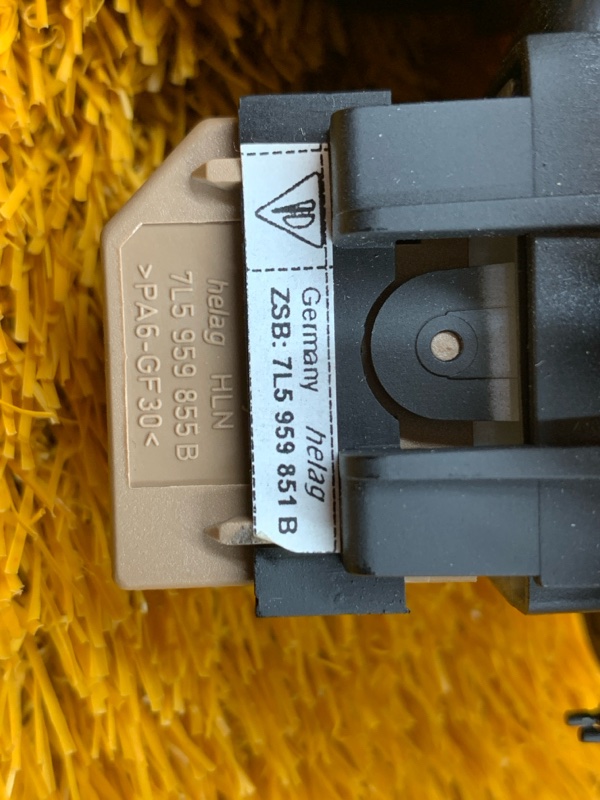 Germany helag
ZSB: 7L5 959 851 B
helag HLN
7L5 959 855 B
>PA6-GF30<